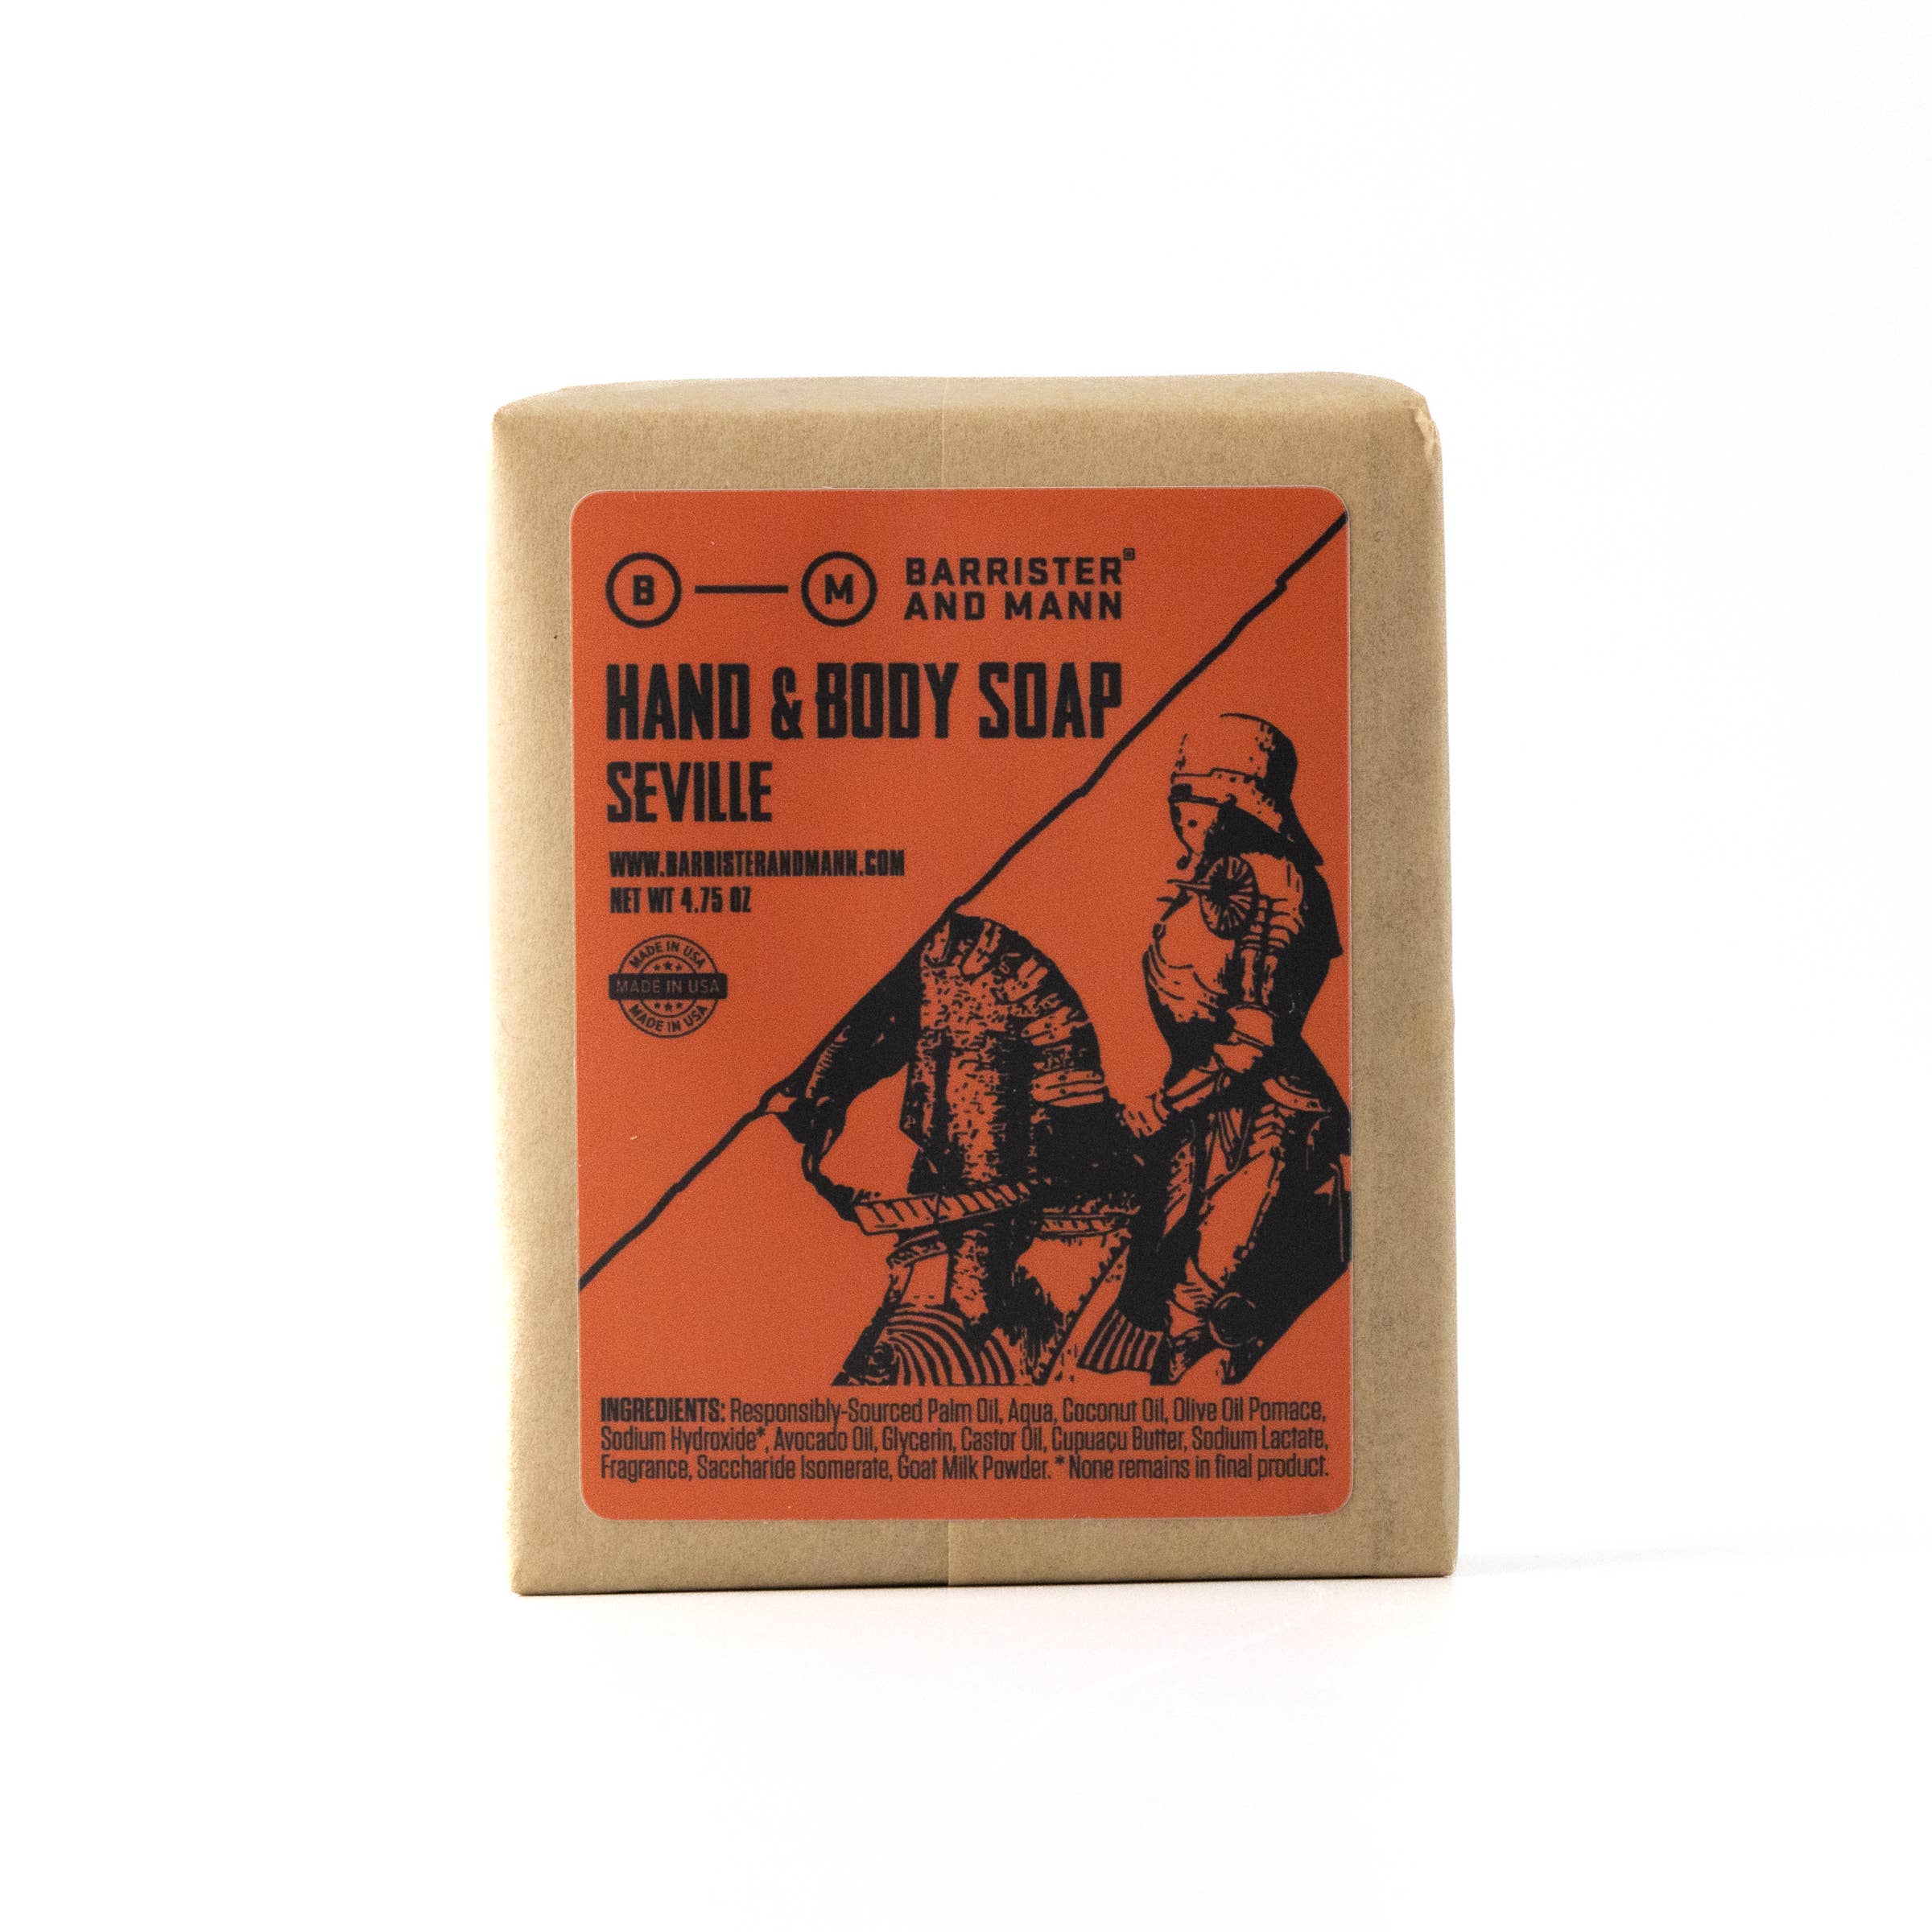 B M
BARRISTER
AND MANN
HAND & BODY SOAP
SEVILLE
WWW.BARRISTERANDMANN.COM
NET WT 4.75 OZ
MADE IN USA
MADE IN USA
MADE IN USA
INGREDIENTS: Responsibly-Sourced Palm Oil, Aqua, Coconut Oil, Olive Oil Pomace,
Sodium Hydroxide*, Avocado Oil, Glycerin, Castor Oil, Cupuaçu Butter, Sodium Lactate,
Fragrance, Saccharide Isomerate, Goat Milk Powder. *None remains in final product.